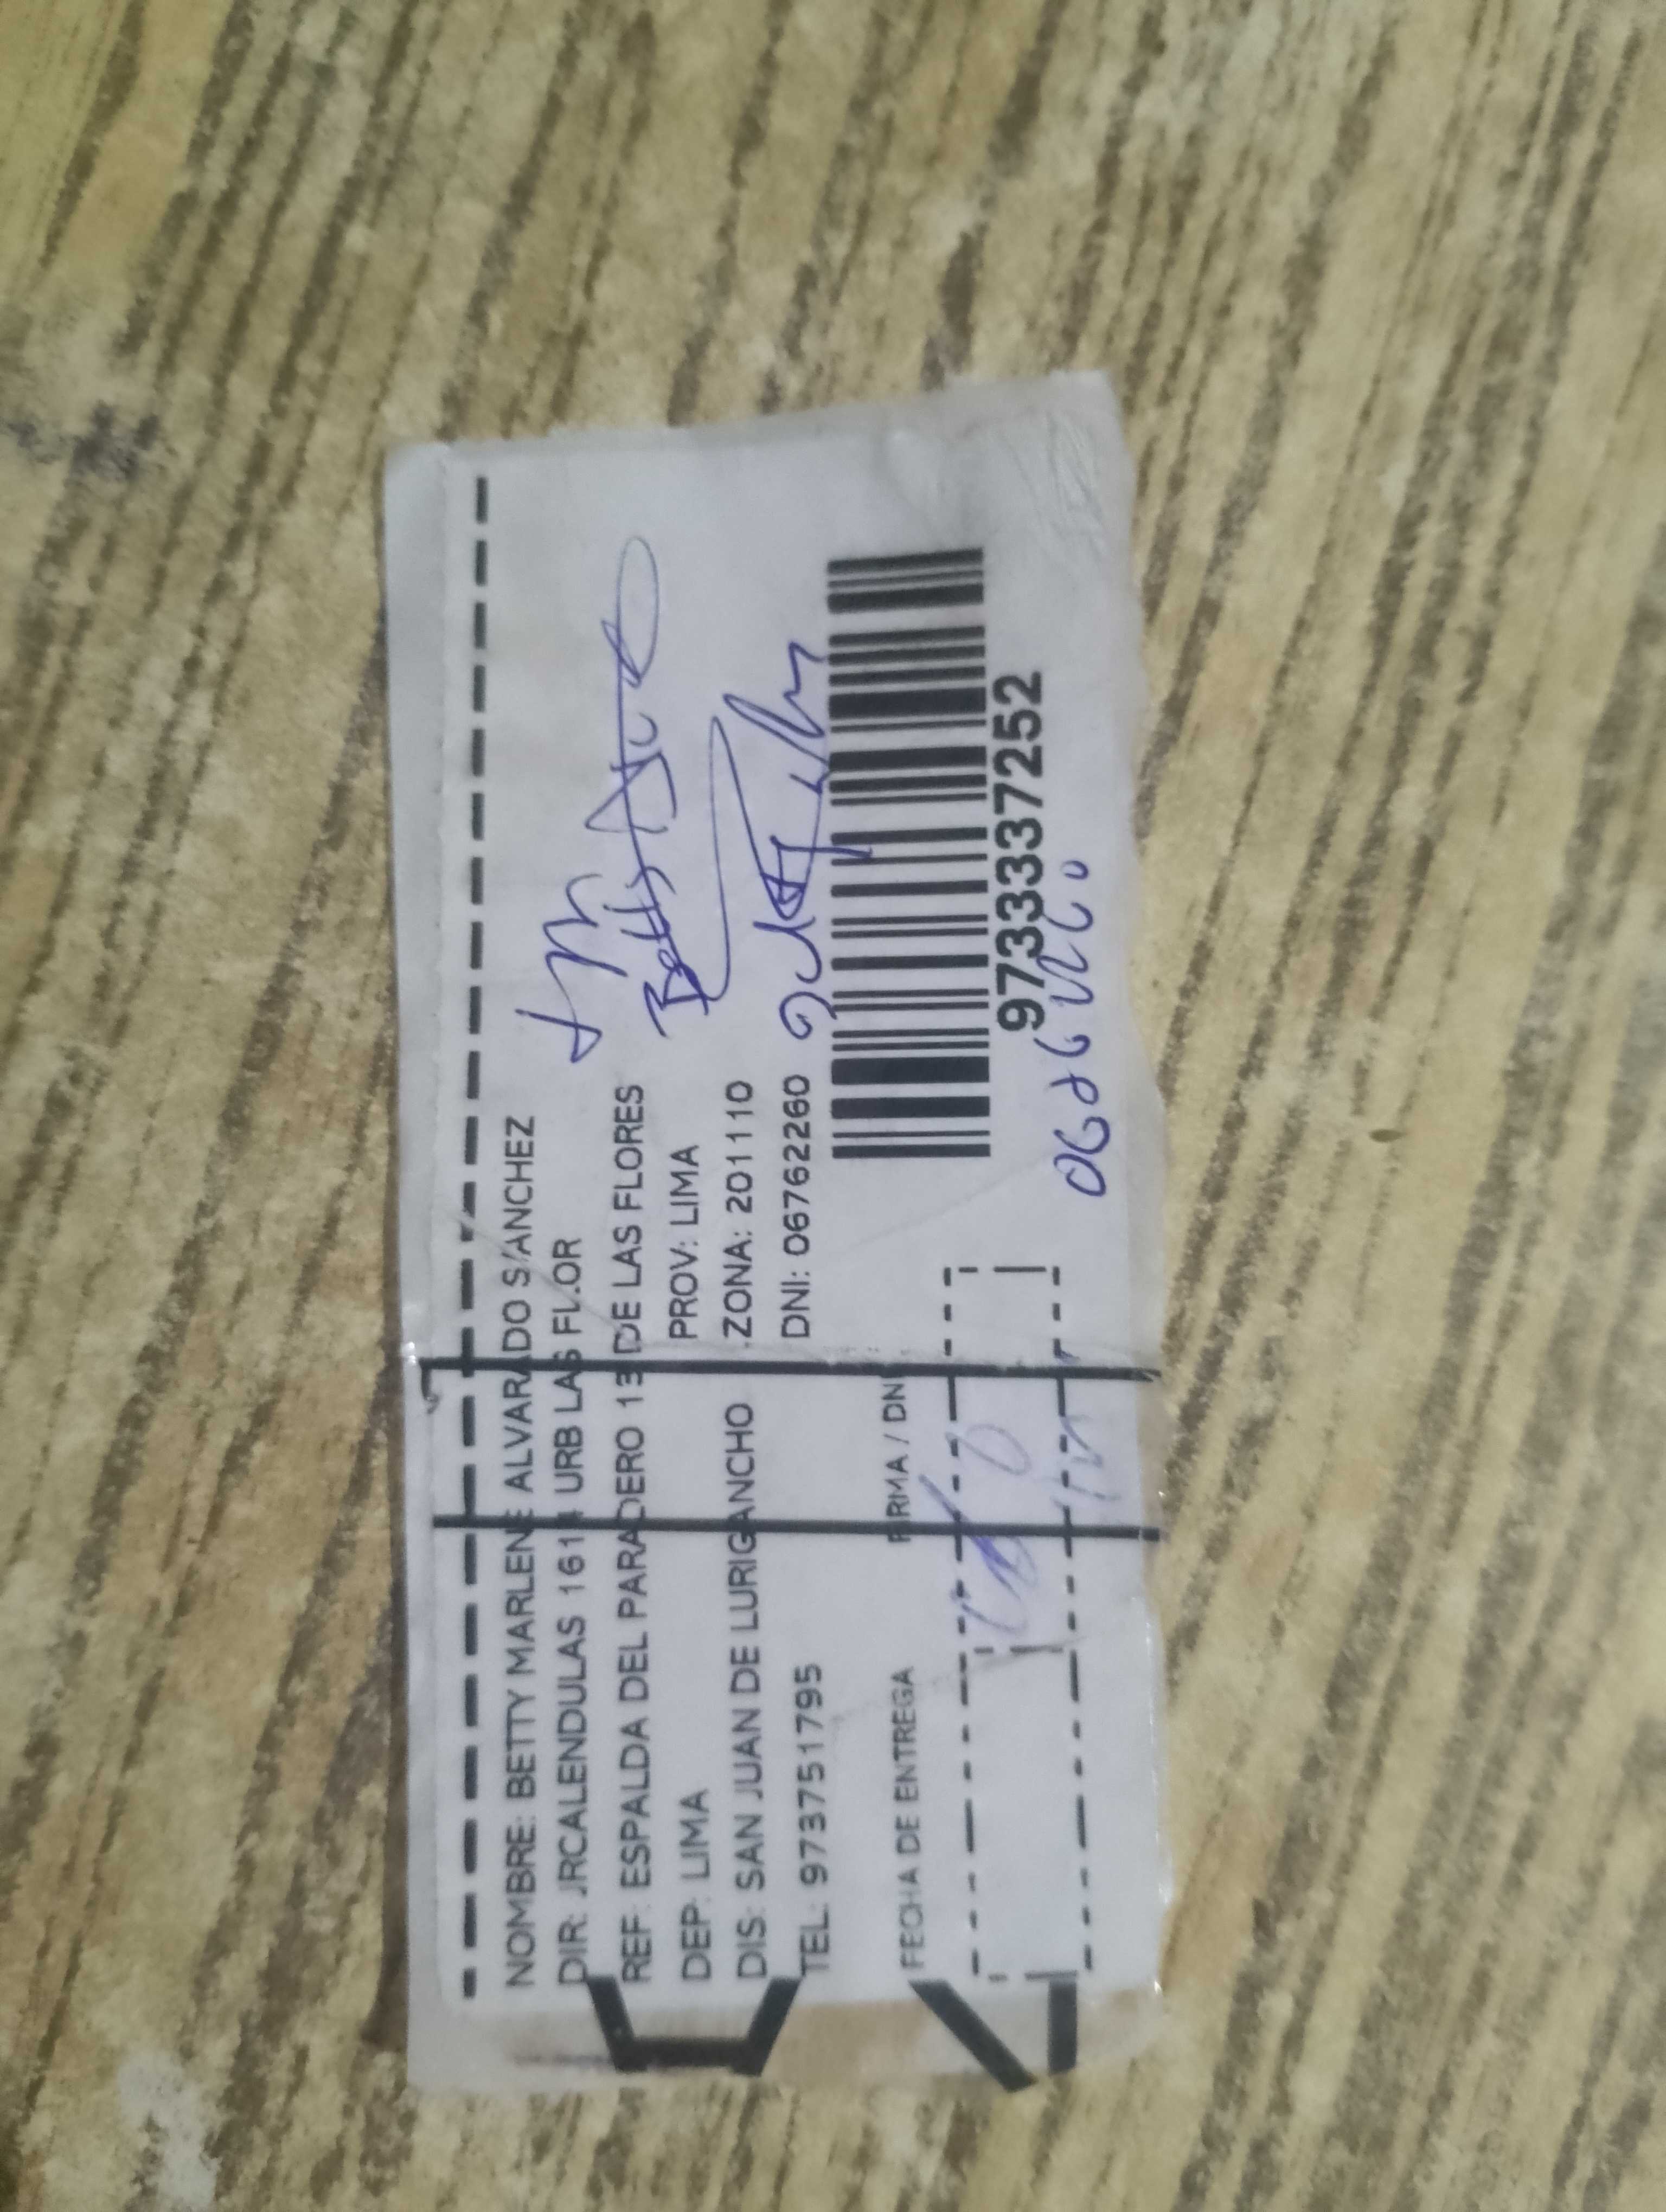 NOMBRE: BETTY MARLENE ALVARADO SANCHEZ
DIR: JRCALENDULAS 1614 URB LAS FLOR
REF: ESPALDA DEL PARADERO 13 DE LAS FLORES
DEP: LIMA PROV: LIMA
DIS: SAN JUAN DE LURIGANCHO ZONA: 201110
TEL: 973751795 DNI: 06762260
Betty
FECHA DE ENTREGA FIRMA / DNI
9733337252